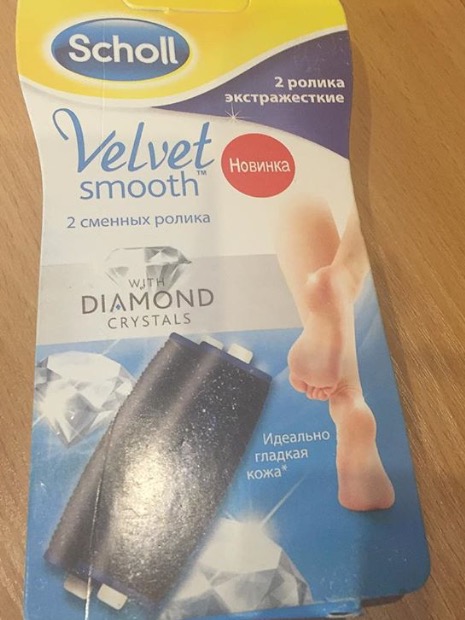 Scholl
2 ролика
экстражесткие
Velvet
smooth™
Новинка
2 сменных ролика
WITH
DIAMOND
CRYSTALS
Идеально
гладкая
кожа*